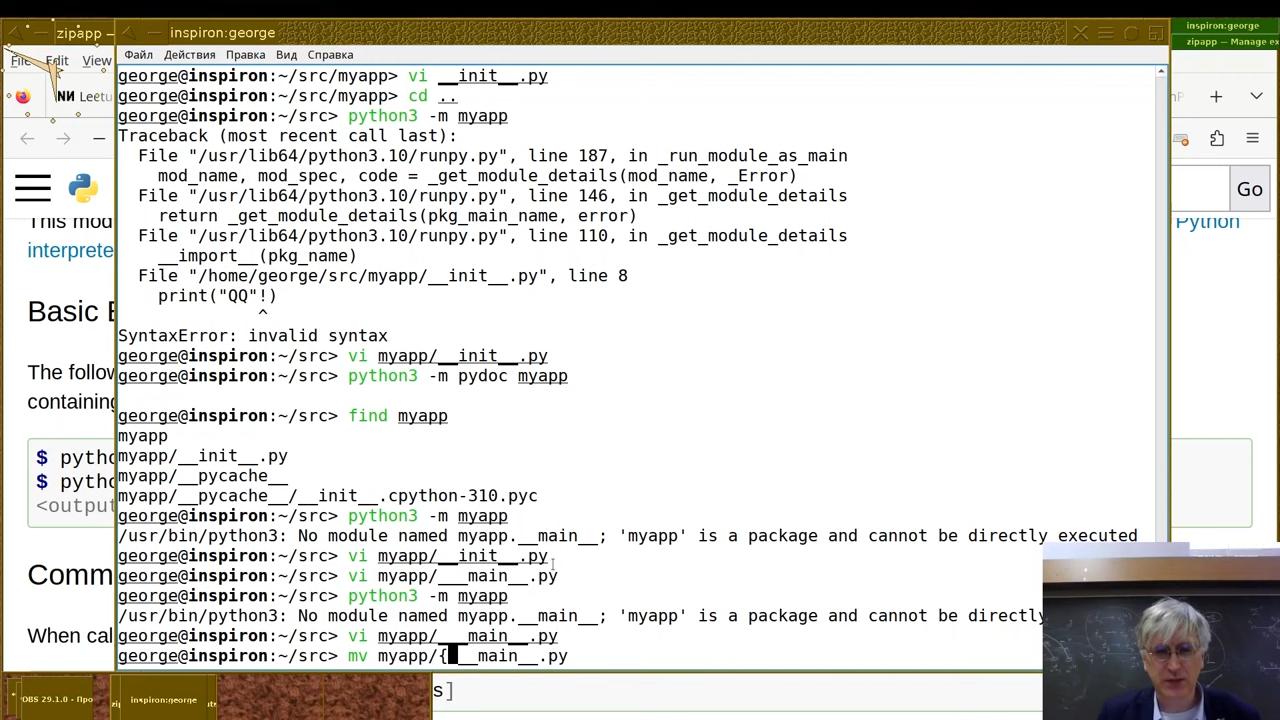 inspiron:george
zipapp — Manage ex
zipapp —
inspiron:george
File Edit View
Файл Действия Правка Вид Справка
george@inspiron:~/src/myapp> vi __init__.py
george@inspiron:~/src/myapp> cd ..
george@inspiron:~/src> python3 -m myapp
Traceback (most recent call last):
File "/usr/lib64/python3.10/runpy.py", line 187, in _run_module_as_main
mod_name, mod_spec, code = _get_module_details(mod_name, _Error)
File "/usr/lib64/python3.10/runpy.py", line 146, in _get_module_details
return _get_module_details(pkg_main_name, error)
File "/usr/lib64/python3.10/runpy.py", line 110, in _get_module_details
__import__(pkg_name)
File "/home/george/src/myapp/__init__.py", line 8
print("QQ"!)
^
SyntaxError: invalid syntax
george@inspiron:~/src> vi myapp/__init__.py
george@inspiron:~/src> python3 -m pydoc myapp
george@inspiron:~/src> find myapp
myapp
myapp/__init__.py
myapp/__pycache__
myapp/__pycache__/__init__.cpython-310.pyc
george@inspiron:~/src> python3 -m myapp
/usr/bin/python3: No module named myapp.__main__; 'myapp' is a package and cannot be directly executed
george@inspiron:~/src> vi myapp/__init__.py
george@inspiron:~/src> vi myapp/___main__.py
george@inspiron:~/src> python3 -m myapp
/usr/bin/python3: No module named myapp.__main__; 'myapp' is a package and cannot be directly
george@inspiron:~/src> vi myapp/___main__.py
george@inspiron:~/src> mv myapp/{___main__.py
Go
This mod
Python
interprete
Basic E
The follow
containing
$ pytho
$ pytho
<output
Comm
When cal
s]
OBS 29.1.0 - Про
inspiron:george